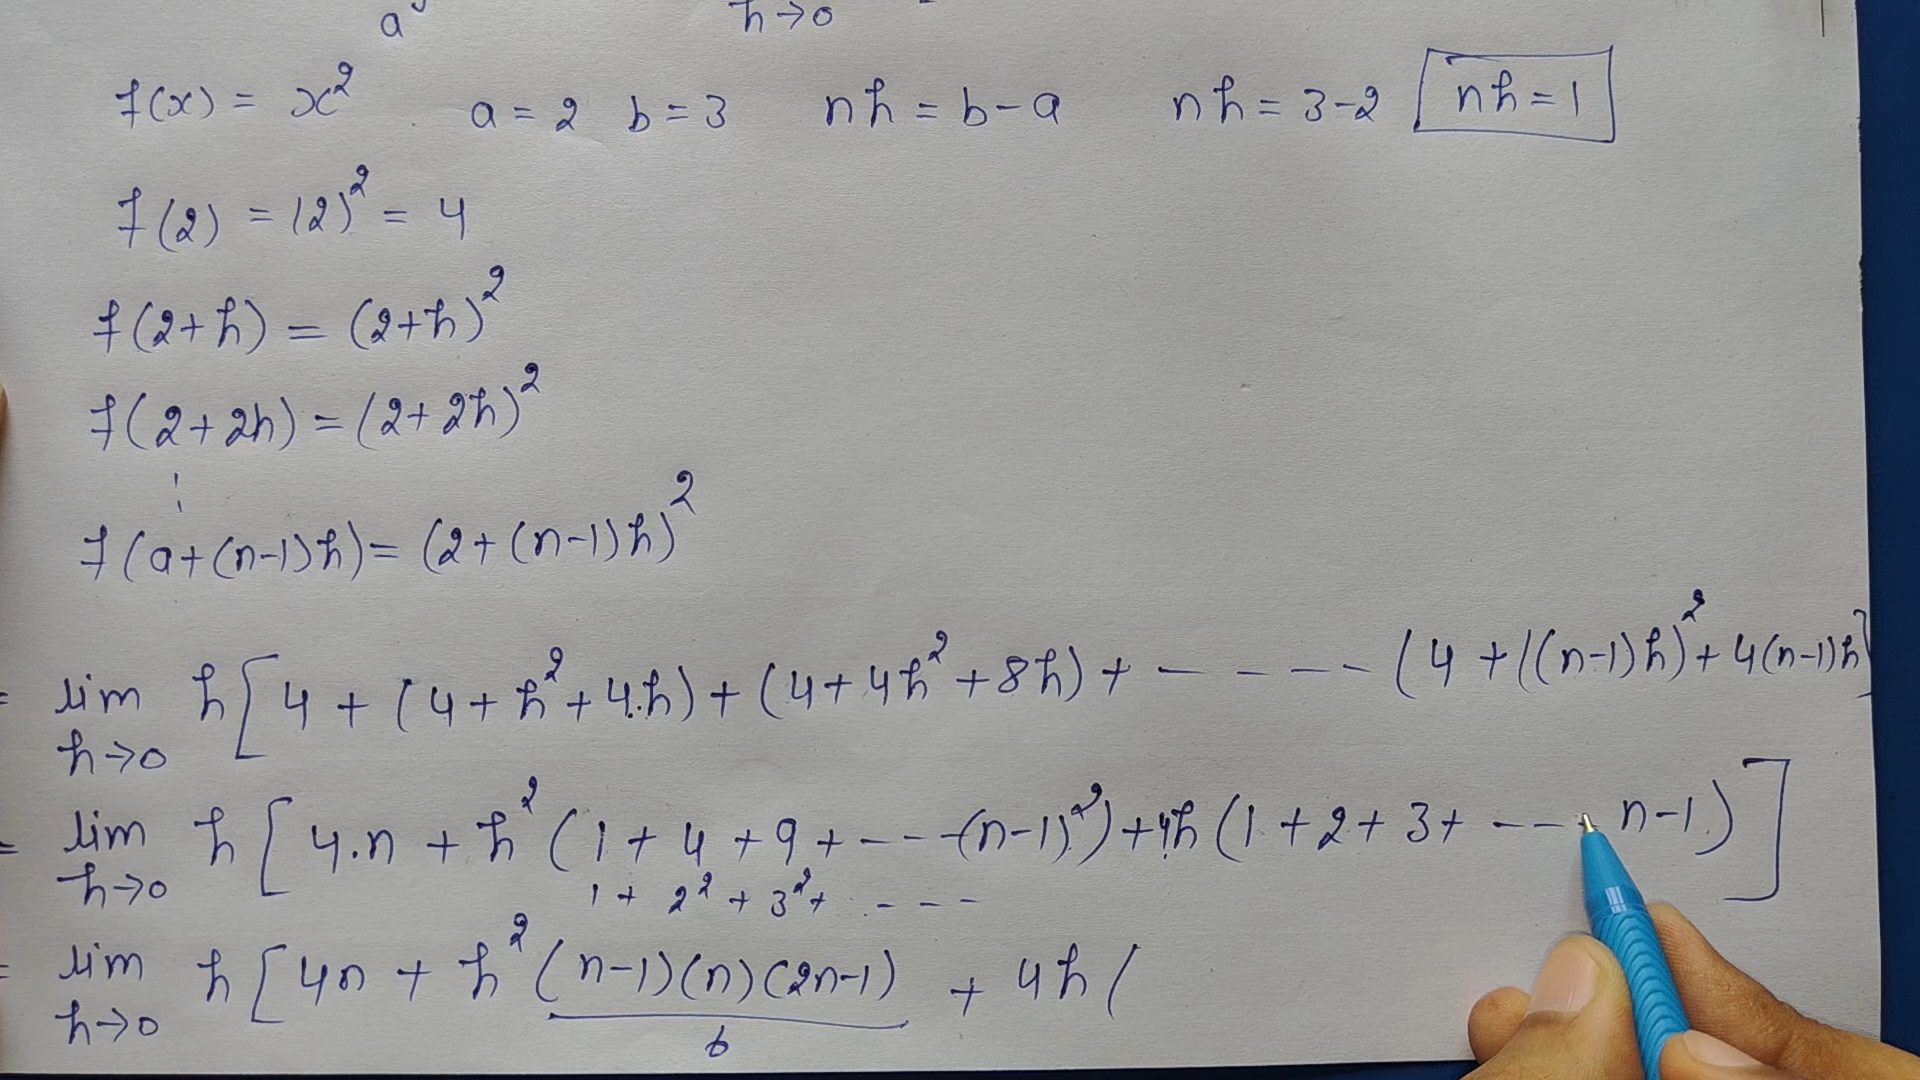 a h→0
f(x) = x² a = 2 b = 3 nh = b - a nh = 3-2 nh = 1
f(2) = (2)² = 4
f(2+h) = (2+h)²
f(2+2h) = (2+2h)²
f(a+(n-1)h) = (2+(n-1)h)²
= lim h[4 + (4+h²+4.h) + (4+4h²+8h) + - - - - (4 + ((n-1)h)² + 4(n-1)h]
h→0
= lim h[4.n + h²(1 + 4 + 9 + - - - (n-1)²) + 4h(1 + 2 + 3 + - - - n-1)]
h→0 1 + 2² + 3² + - - -
= lim h[4n + h²(n-1)(n)(2n-1) + 4h(
h→0 6